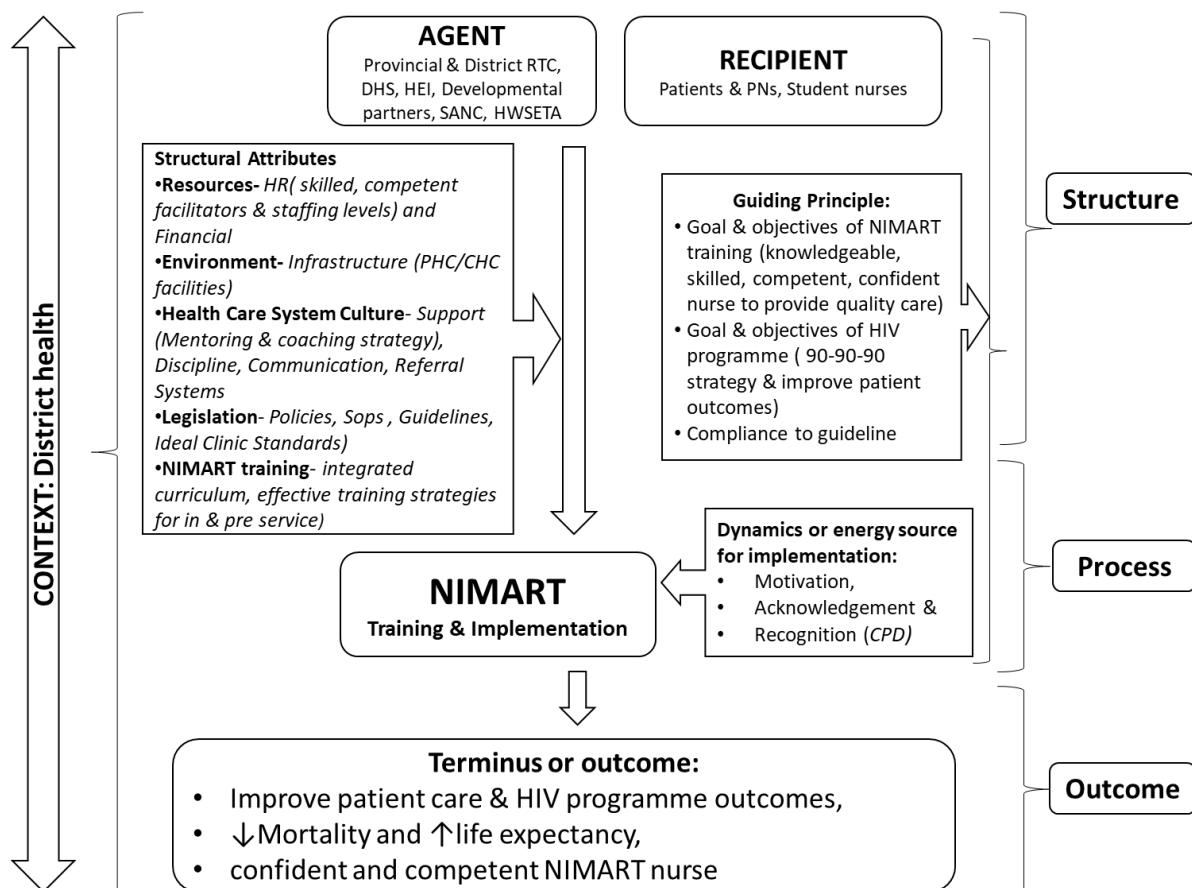 AGENT
Provincial & District RTC,
DHS, HEI, Developmental
partners, SANC, HWSETA
RECIPIENT
Patients & PNs, Student nurses
Structural Attributes
•Resources- HR( skilled, competent
facilitators & staffing levels) and
Financial
•Environment- Infrastructure (PHC/CHC
facilities)
•Health Care System Culture- Support
(Mentoring & coaching strategy),
Discipline, Communication, Referral
Systems
•Legislation- Policies, Sops , Guidelines,
Ideal Clinic Standards)
•NIMART training- integrated
curriculum, effective training strategies
for in & pre service)
Guiding Principle:
• Goal & objectives of NIMART
training (knowledgeable,
skilled, competent, confident
nurse to provide quality care)
• Goal & objectives of HIV
programme ( 90-90-90
strategy & improve patient
outcomes)
• Compliance to guideline
Structure
CONTEXT: District health
NIMART
Training & Implementation
Dynamics or energy source
for implementation:
• Motivation,
• Acknowledgement &
• Recognition (CPD)
Process
Terminus or outcome:
• Improve patient care & HIV programme outcomes,
• ↓Mortality and ↑life expectancy,
• confident and competent NIMART nurse
Outcome